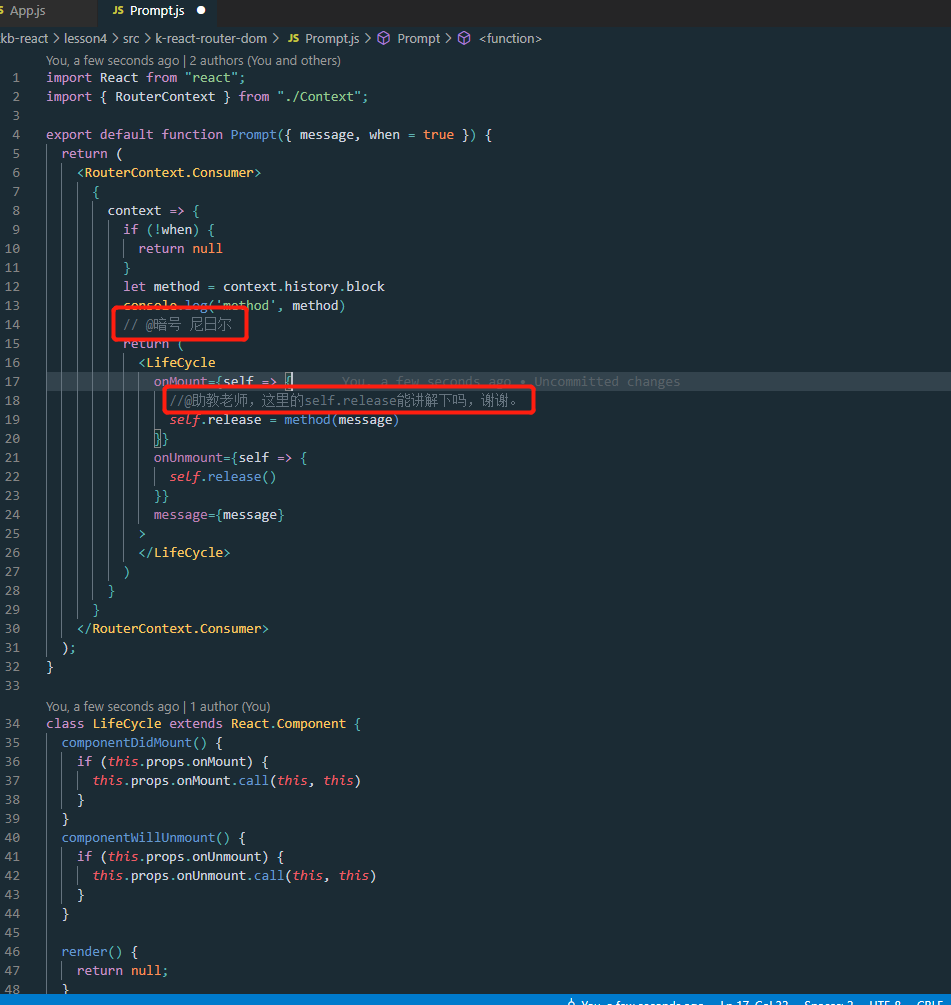 App.js JS Prompt.js
kb-react > lesson4 > src > k-react-router-dom > JS Prompt.js > Prompt > <function>
You, a few seconds ago | 2 authors (You and others)
1 import React from "react";
2 import { RouterContext } from "./Context";
3
4 export default function Prompt({ message, when = true }) {
5 return (
6 <RouterContext.Consumer>
7 {
8 context => {
9 if (!when) {
10 return null
11 }
12 let method = context.history.block
13 console.log('method', method)
14 // @暗号 尼日尔
15 return (
16 <LifeCycle
17 onMount={self => { You, a few seconds ago • Uncommitted changes
18 //@助教老师，这里的self.release能讲解下吗，谢谢。
19 self.release = method(message)
20 }}
21 onUnmount={self => {
22 self.release()
23 }}
24 message={message}
25 >
26 </LifeCycle>
27 )
28 }
29 }
30 </RouterContext.Consumer>
31 );
32 }
33
You, a few seconds ago | 1 author (You)
34 class LifeCycle extends React.Component {
35 componentDidMount() {
36 if (this.props.onMount) {
37 this.props.onMount.call(this, this)
38 }
39 }
40 componentWillUnmount() {
41 if (this.props.onUnmount) {
42 this.props.onUnmount.call(this, this)
43 }
44 }
45
46 render() {
47 return null;
48 }
You, a few seconds ago Ln 17, Col 23 Spaces: 2 UTF-8 CRLF